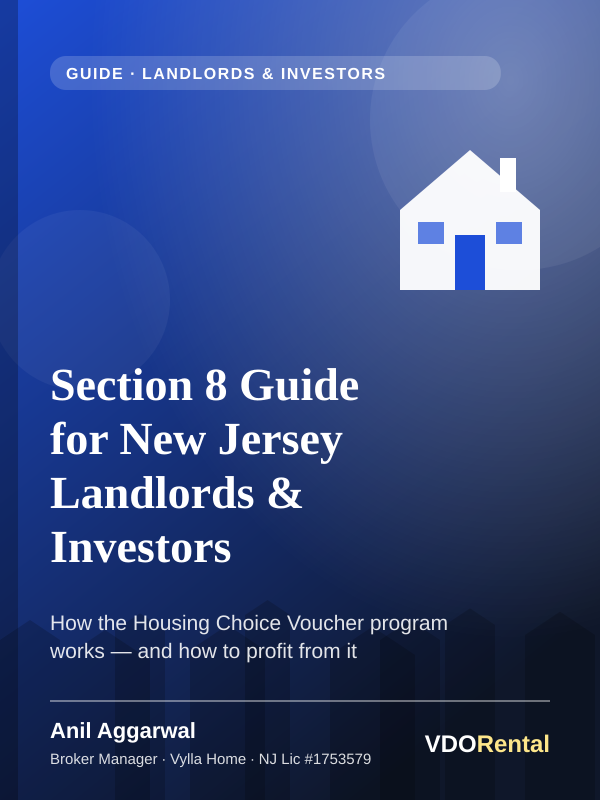 GUIDE · LANDLORDS & INVESTORS
Section 8 Guide
for New Jersey
Landlords &
Investors
How the Housing Choice Voucher program
works — and how to profit from it
Anil Aggarwal
Broker Manager · Vylla Home · NJ Lic #1753579
VDORental